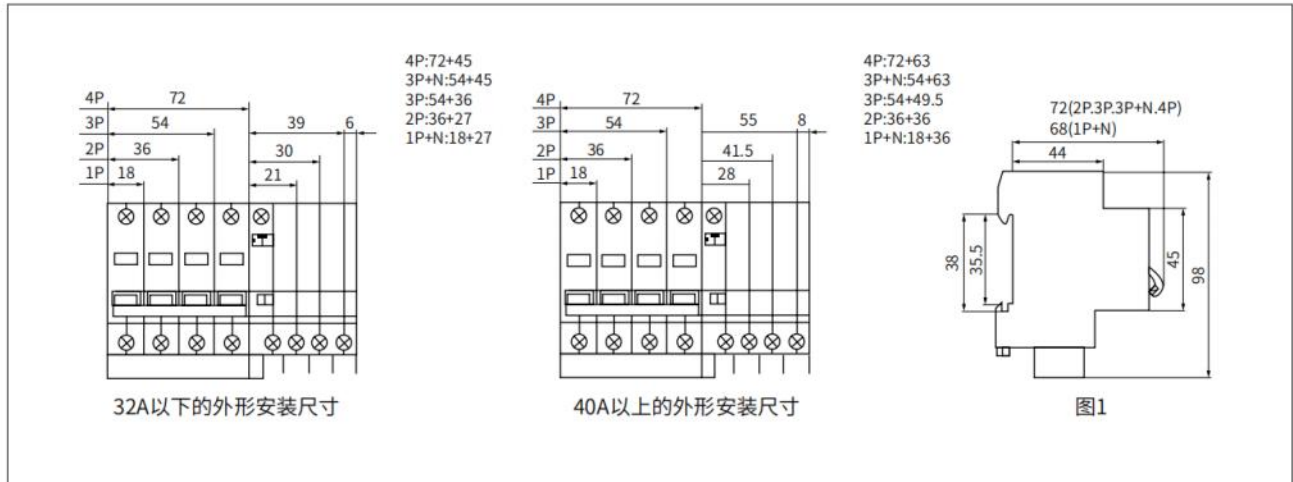 4P:72+45
3P+N:54+45
3P:54+36
2P:36+27
1P+N:18+27
4P
72
3P
54
39
6
2P
36
30
1P
18
21
32A以下的外形安装尺寸
4P:72+63
3P+N:54+63
3P:54+49.5
2P:36+36
1P+N:18+36
4P
72
3P
54
55
8
2P
36
41.5
1P
18
28
40A以上的外形安装尺寸
72(2P.3P.3P+N.4P)
68(1P+N)
44
38
35.5
45
98
图1